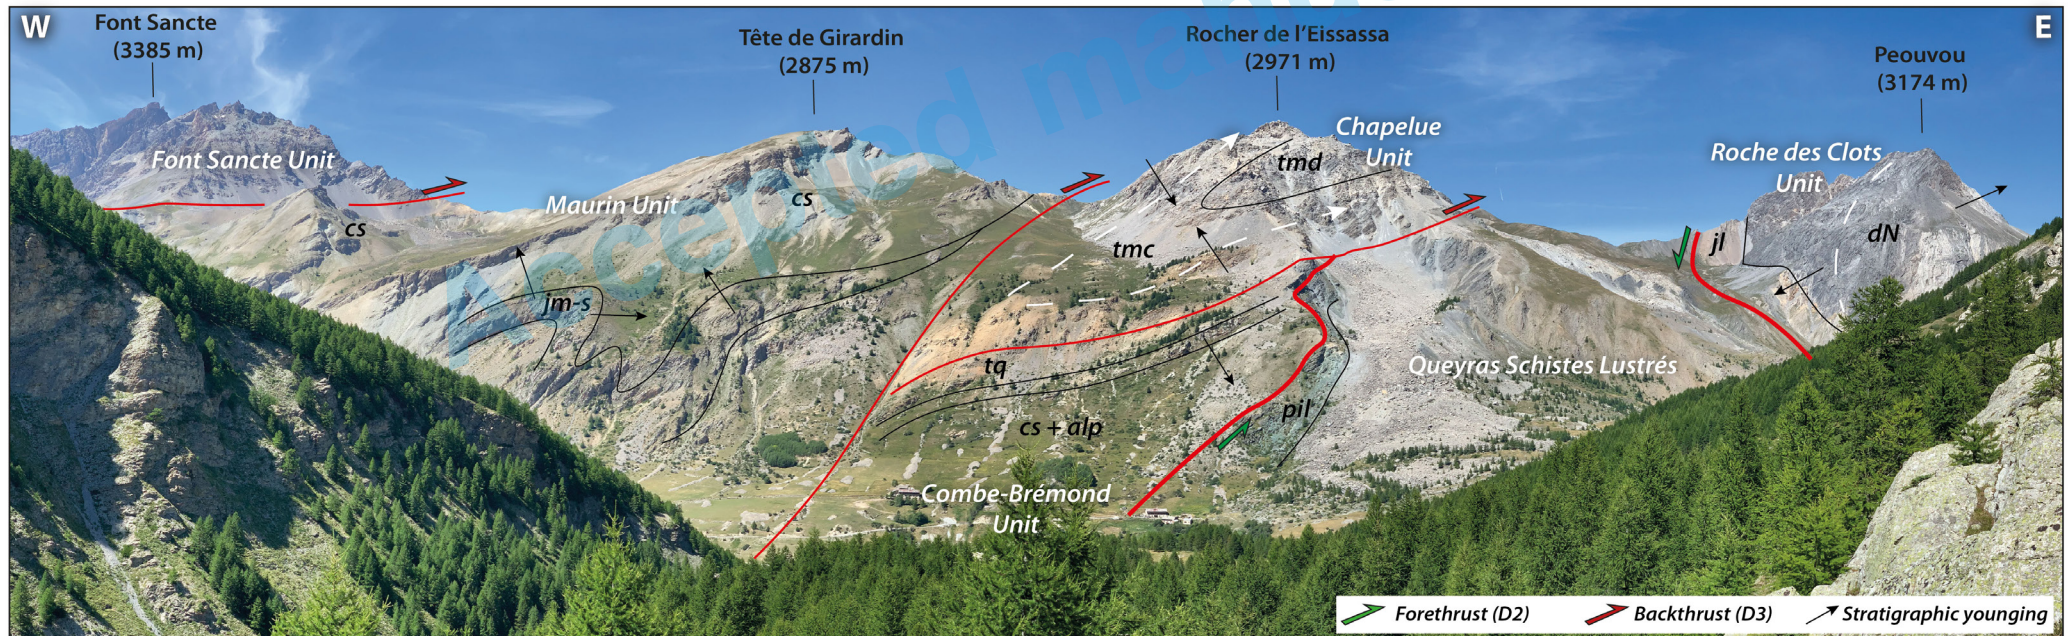 W
E
Font Sancte
(3385 m)
Tête de Girardin
(2875 m)
Rocher de l'Eissassa
(2971 m)
Peouvou
(3174 m)
Accepted manu
Font Sancte Unit
Maurin Unit
Chapelue
Unit
Roche des Clots
Unit
cs
cs
tmd
tmc
jl
dN
jm-s
tq
Queyras Schistes Lustrés
pil
cs + alp
Combe-Brémond
Unit
Forethrust (D2)
Backthrust (D3)
Stratigraphic younging